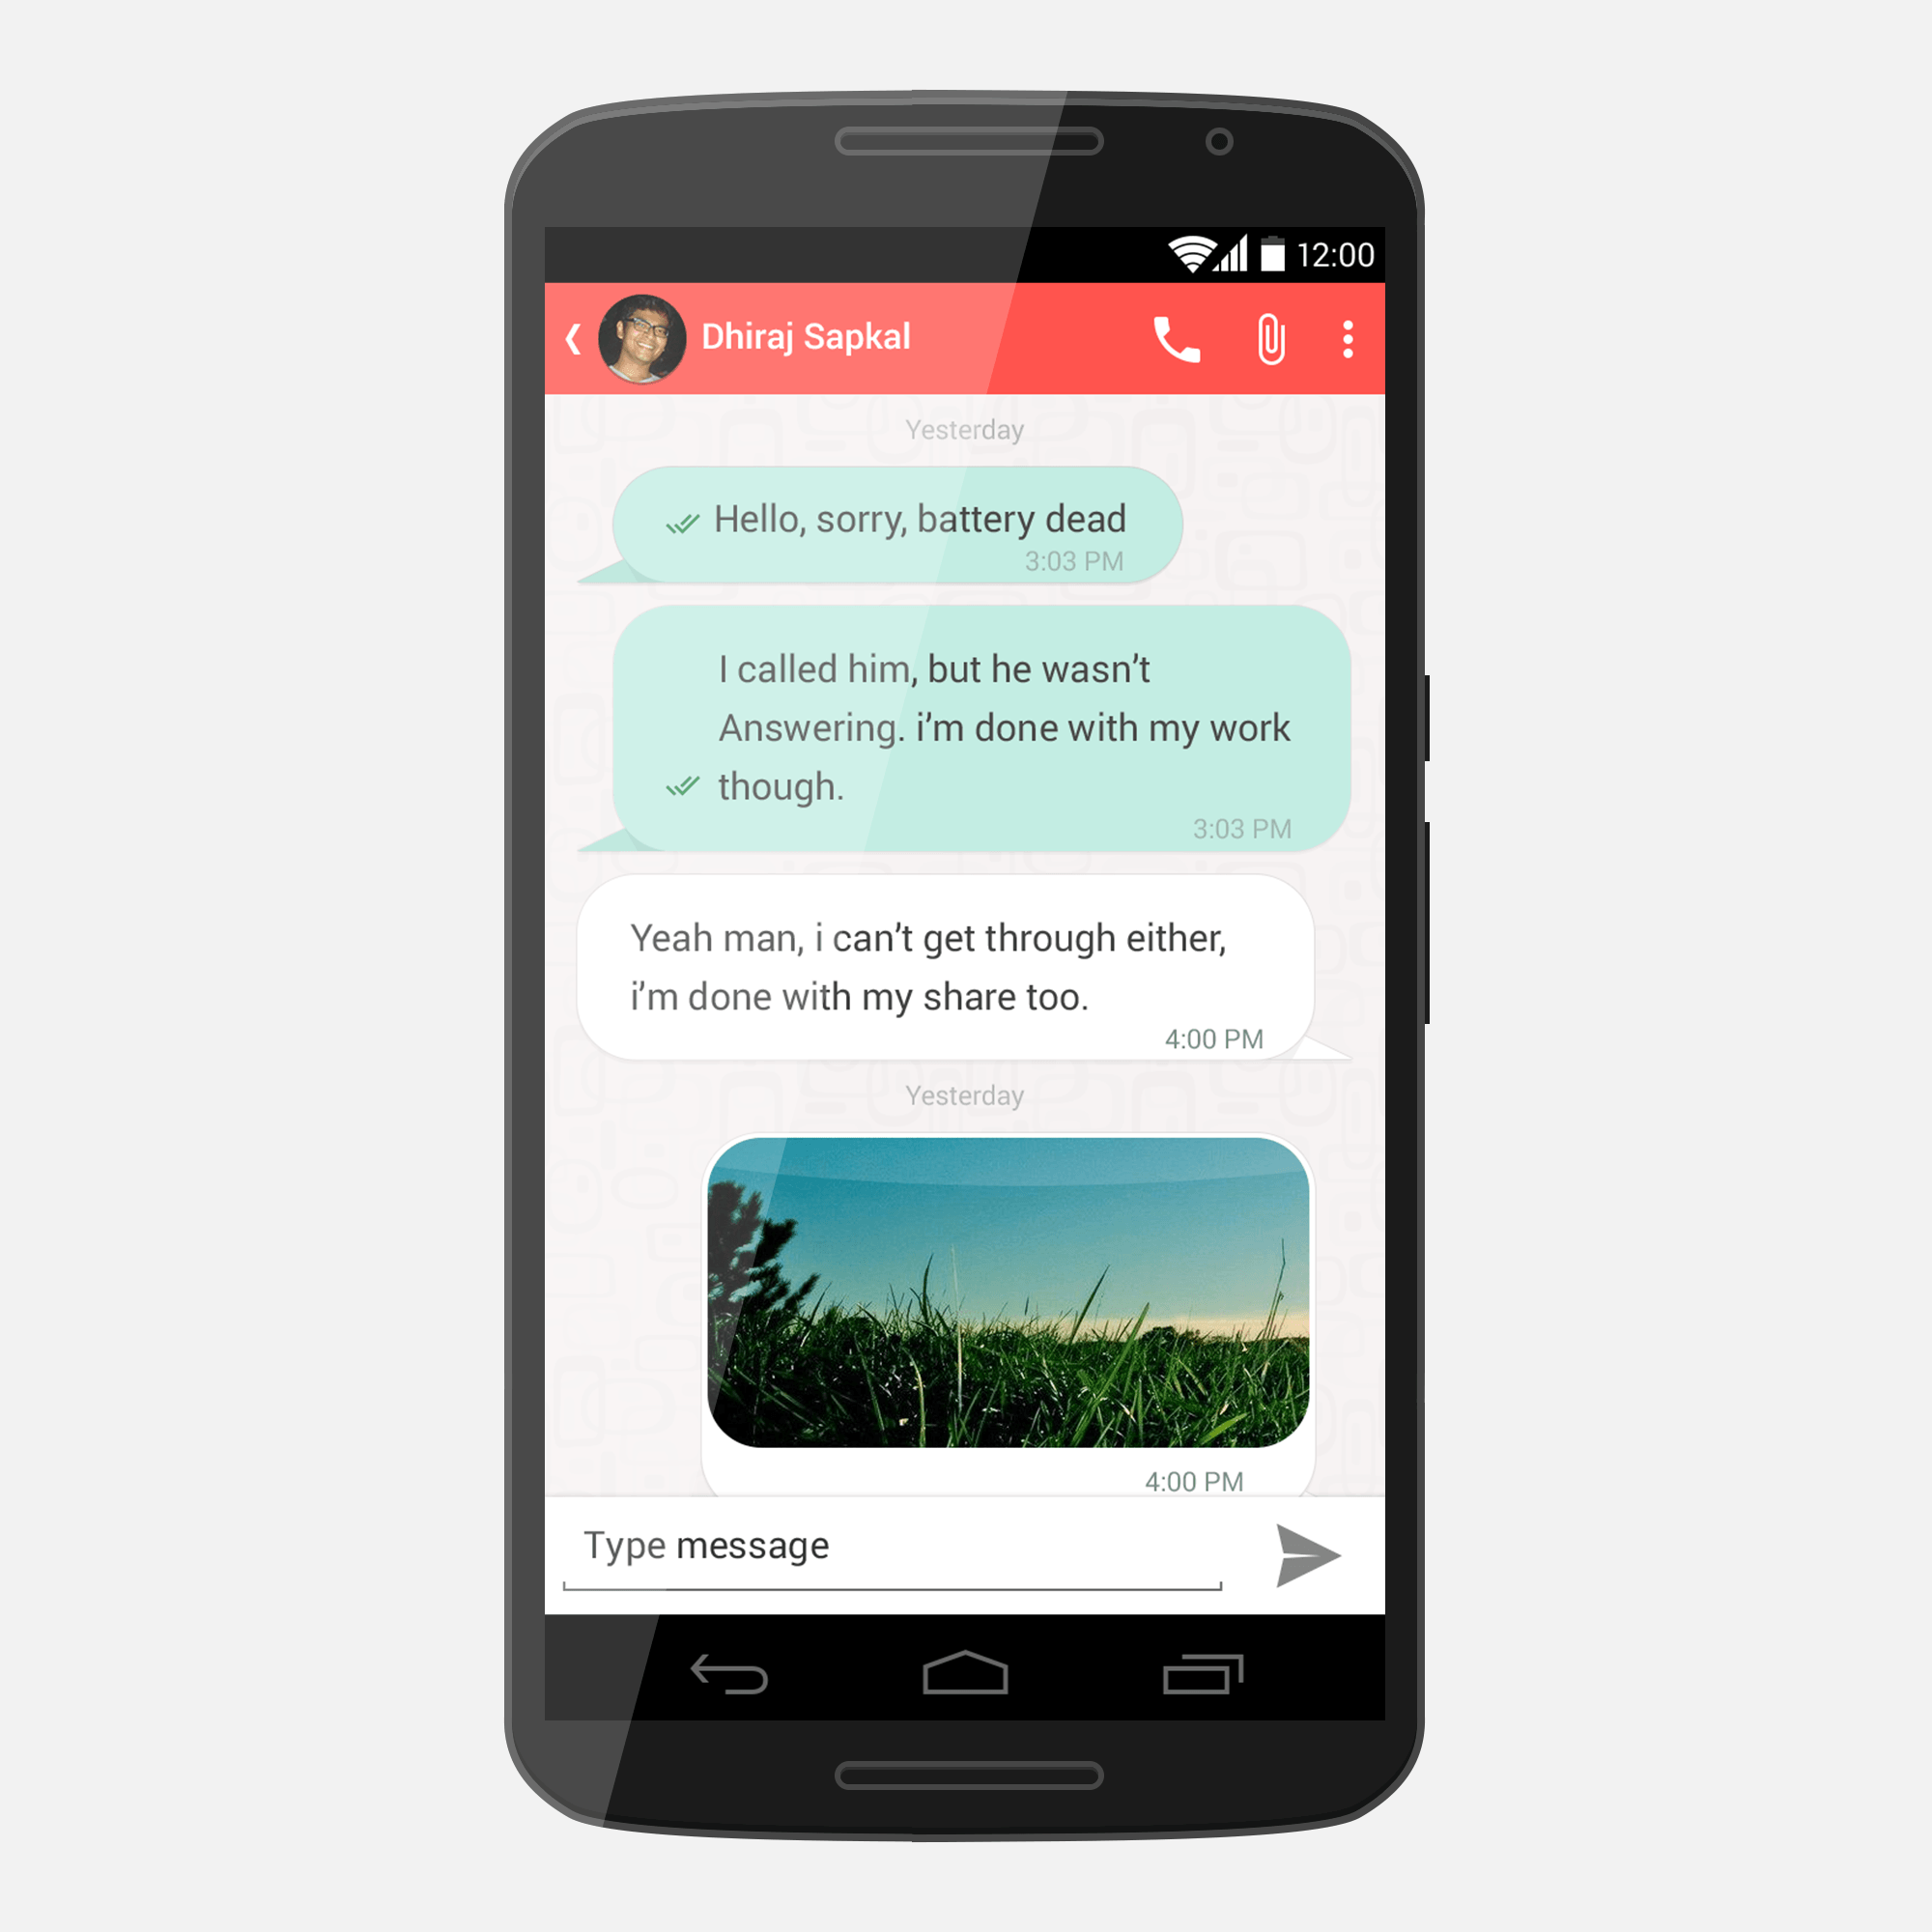 12:00
Dhiraj Sapkal
Yesterday
Hello, sorry, battery dead
3:03 PM
I called him, but he wasn’t
Answering. i’m done with my work
though.
3:03 PM
Yeah man, i can’t get through either,
i’m done with my share too.
4:00 PM
Yesterday
4:00 PM
Type message